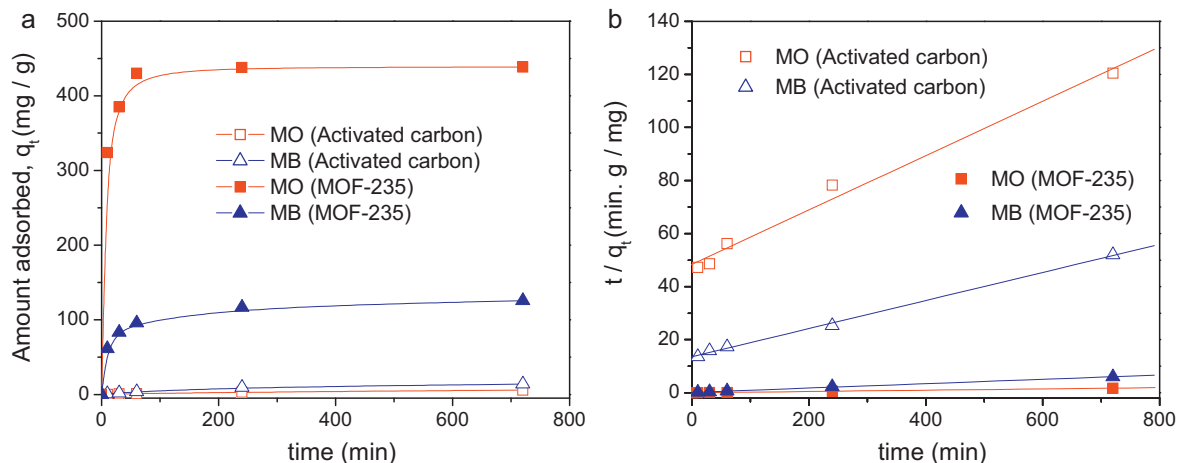 a
500
400
300
200
100
0
Amount adsorbed, q_t (mg / g)
MO (Activated carbon)
MB (Activated carbon)
MO (MOF-235)
MB (MOF-235)
0 200 400 600 800
time (min)
b
140
120
100
80
60
40
20
0
t / q_t (min. g / mg)
MO (Activated carbon)
MB (Activated carbon)
MO (MOF-235)
MB (MOF-235)
0 200 400 600 800
time (min)